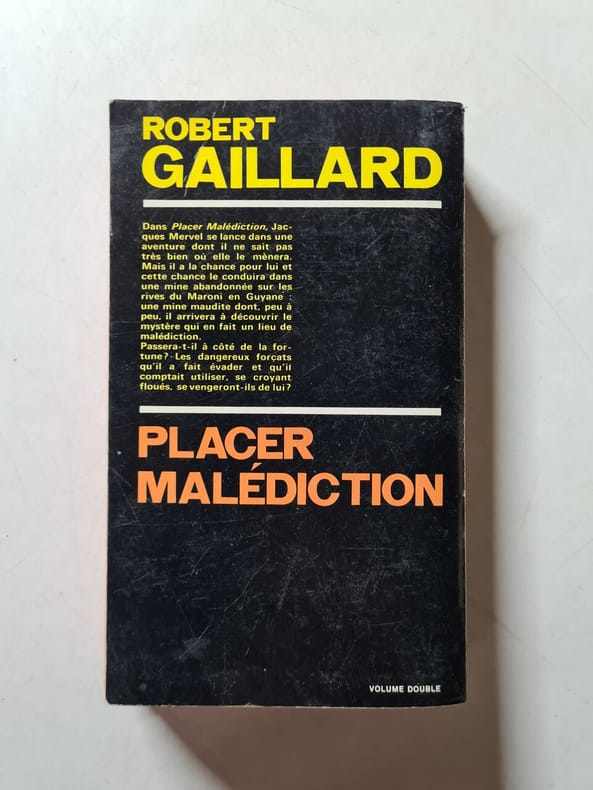 ROBERT
GAILLARD
Dans Placer Malédiction, Jac-
ques Mervel se lance dans une
aventure dont il ne sait pas
très bien où elle le mènera.
Mais il a la chance pour lui et
cette chance le conduira dans
une mine abandonnée sur les
rives du Maroni en Guyane :
une mine maudite dont, peu à
peu, il arrivera à découvrir le
mystère qui en fait un lieu de
malédiction.
Passera-t-il à côté de la for-
tune? Les dangereux forçats
qu'il a fait évader et qu'il
comptait utiliser, se croyant
floués, se vengeront-ils de lui?
PLACER
MALÉDICTION
VOLUME DOUBLE